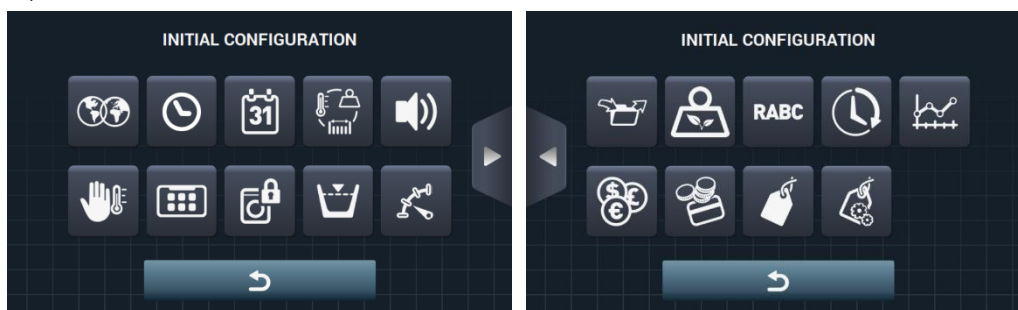 INITIAL CONFIGURATION
31
INITIAL CONFIGURATION
RABC
$ £ €